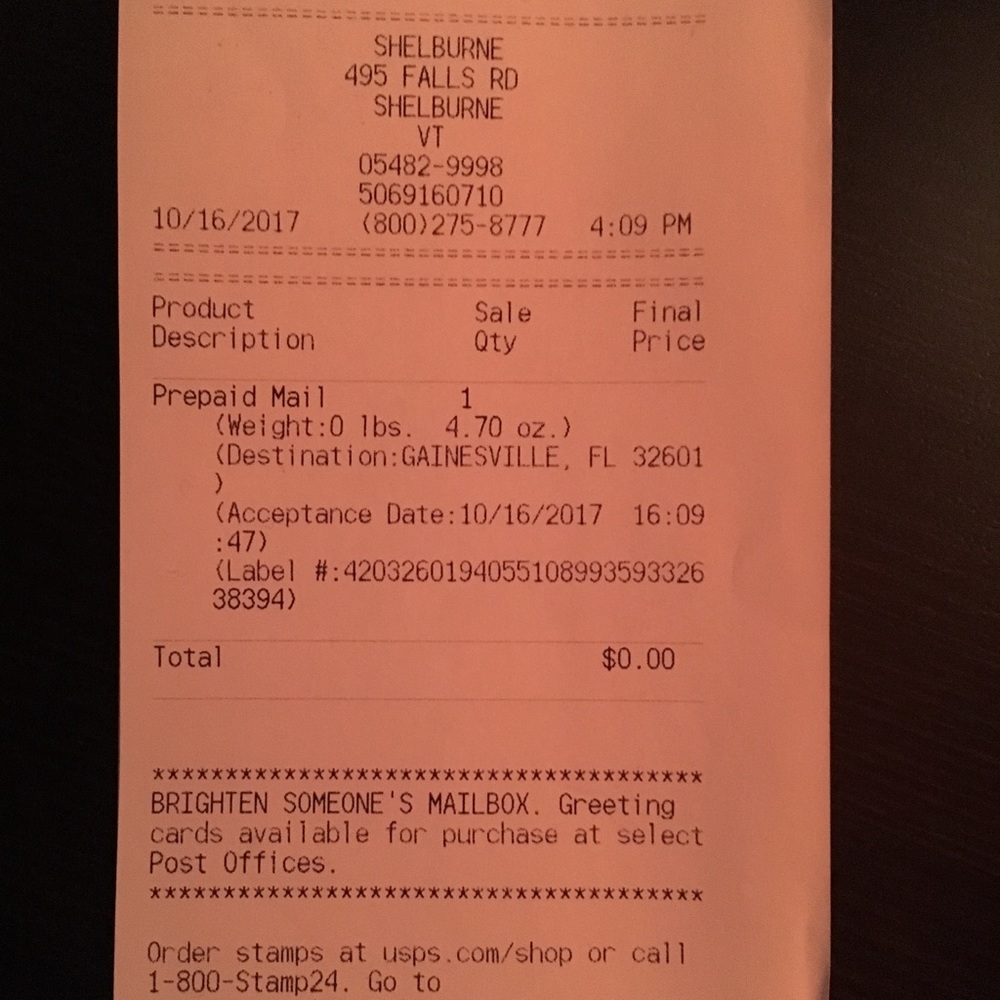 SHELBURNE
495 FALLS RD
SHELBURNE
VT
05482-9998
5069160710
10/16/2017 (800)275-8777 4:09 PM
Product Sale Final
Description Qty Price
Prepaid Mail 1
(Weight:0 lbs. 4.70 oz.)
(Destination:GAINESVILLE, FL 32601
)
(Acceptance Date:10/16/2017 16:09
:47)
(Label #:4203260194055108993593326
38394)
Total $0.00
***************************************
BRIGHTEN SOMEONE'S MAILBOX. Greeting
cards available for purchase at select
Post Offices.
***************************************
Order stamps at usps.com/shop or call
1-800-Stamp24. Go to